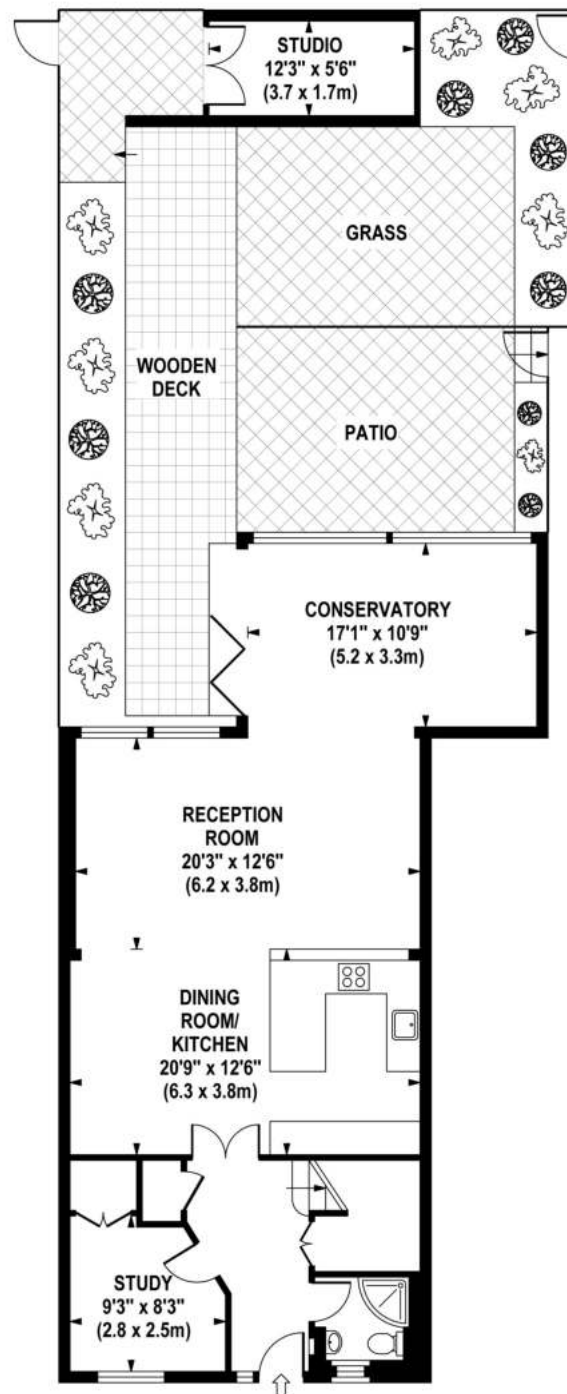 STUDIO
12'3" x 5'6"
(3.7 x 1.7m)
GRASS
WOODEN
DECK
PATIO
CONSERVATORY
17'1" x 10'9"
(5.2 x 3.3m)
RECEPTION
ROOM
20'3" x 12'6"
(6.2 x 3.8m)
DINING
ROOM/
KITCHEN
20'9" x 12'6"
(6.3 x 3.8m)
STUDY
9'3" x 8'3"
(2.8 x 2.5m)